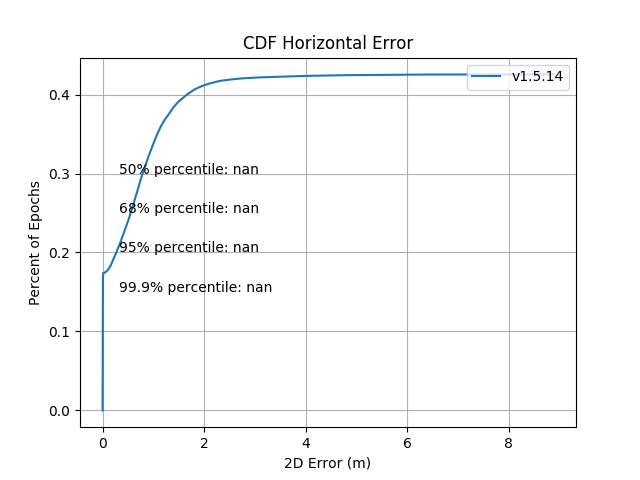 CDF Horizontal Error
v1.5.14
0.4
0.3
0.2
0.1
0.0
Percent of Epochs
50% percentile: nan
68% percentile: nan
95% percentile: nan
99.9% percentile: nan
0 2 4 6 8
2D Error (m)